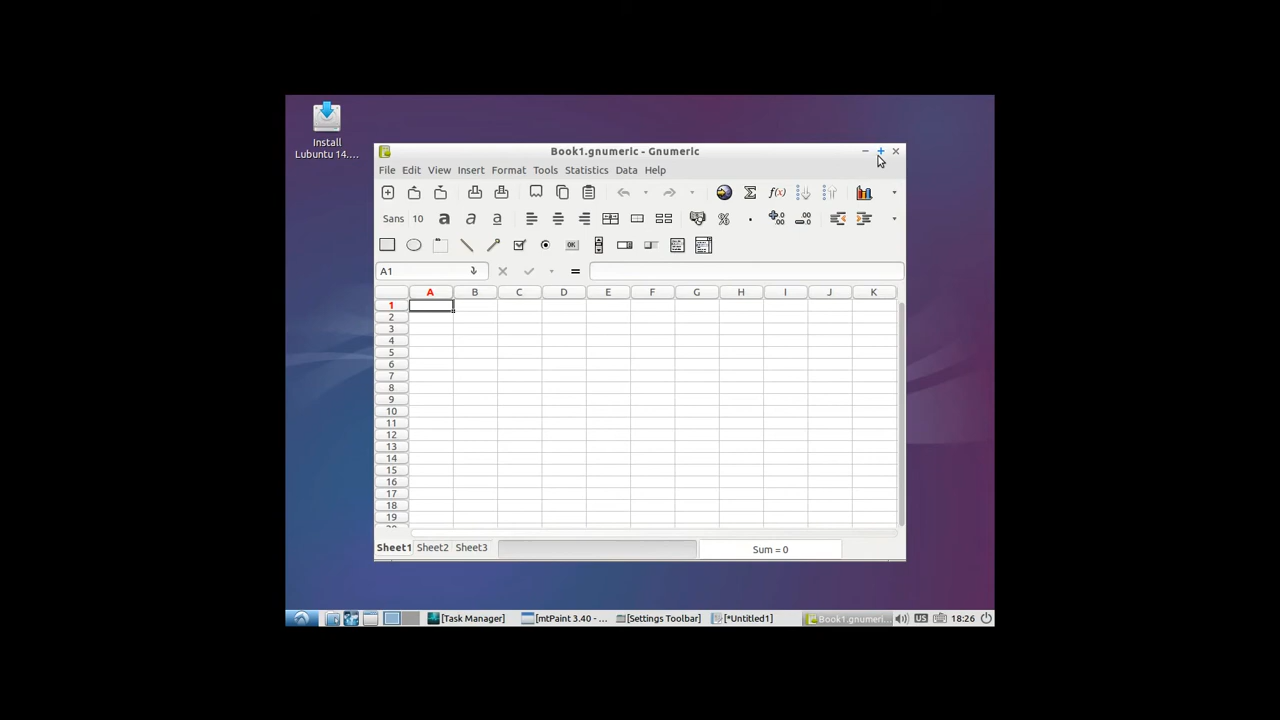 Install
Lubuntu 14....
Book1.gnumeric - Gnumeric
File Edit View Insert Format Tools Statistics Data Help
Sans 10
OK
A1
A B C D E F G H I J K
1
2
3
4
5
6
7
8
9
10
11
12
13
14
15
16
17
18
19
Sheet1 Sheet2 Sheet3
Sum = 0
[Task Manager] [mtPaint 3.40 - ... [Settings Toolbar] [*Untitled1] Book1.gnumeri... US 18:26